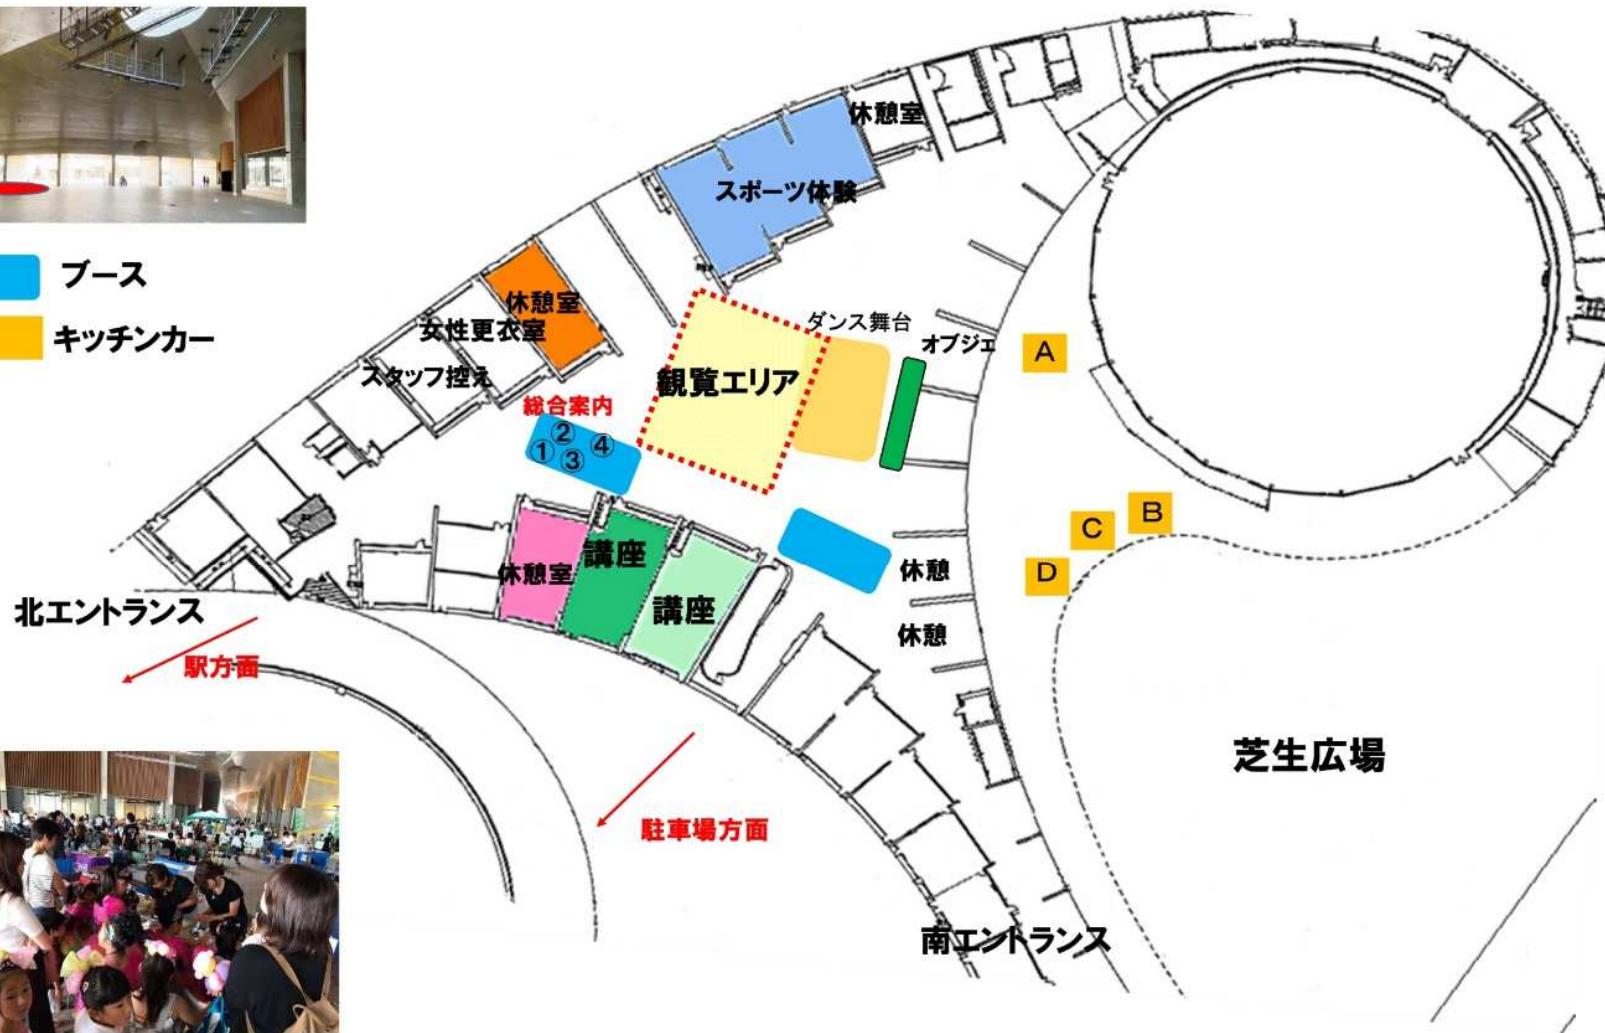 休憩室
スポーツ体験
ブース
キッチンカー
休憩室
女性更衣室
スタッフ控え
ダンス舞台
オブジェ
A
観覧エリア
総合案内
②
① ④
③
C B
D
休憩室
講座
講座
休憩
休憩
北エントランス
駅方面
芝生広場
駐車場方面
南エントランス